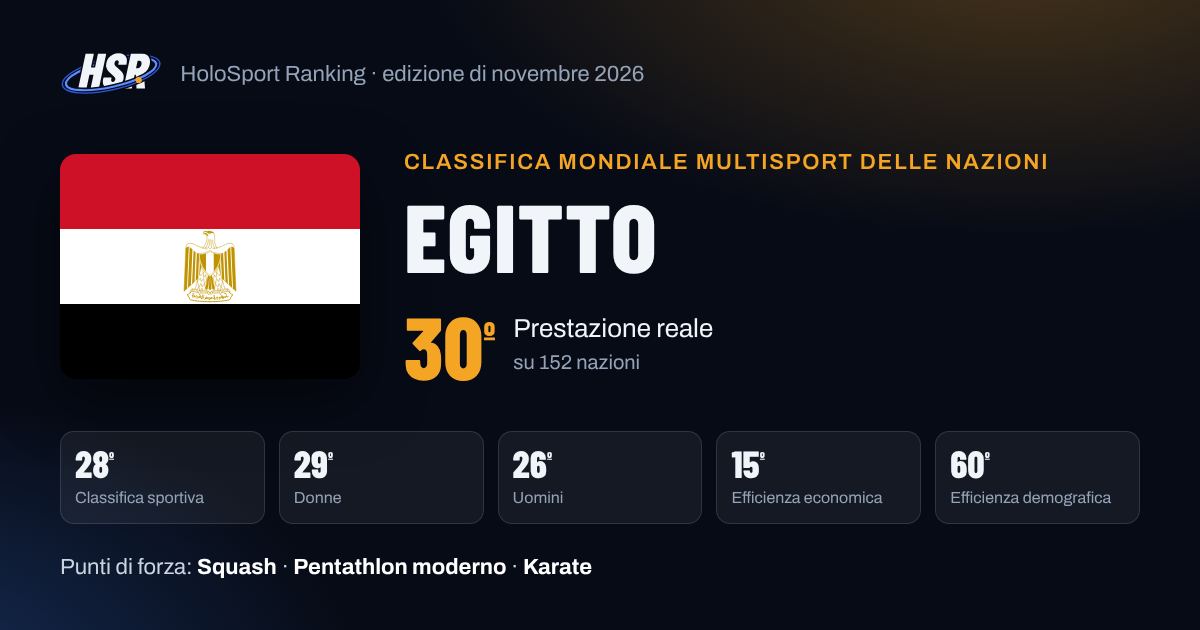 HSR
HoloSport Ranking · edizione di novembre 2026
CLASSIFICA MONDIALE MULTISPORT DELLE NAZIONI
EGITTO
30º
Prestazione reale
su 152 nazioni
28º
Classifica sportiva
29º
Donne
26º
Uomini
15º
Efficienza economica
60º
Efficienza demografica
Punti di forza: Squash · Pentathlon moderno · Karate